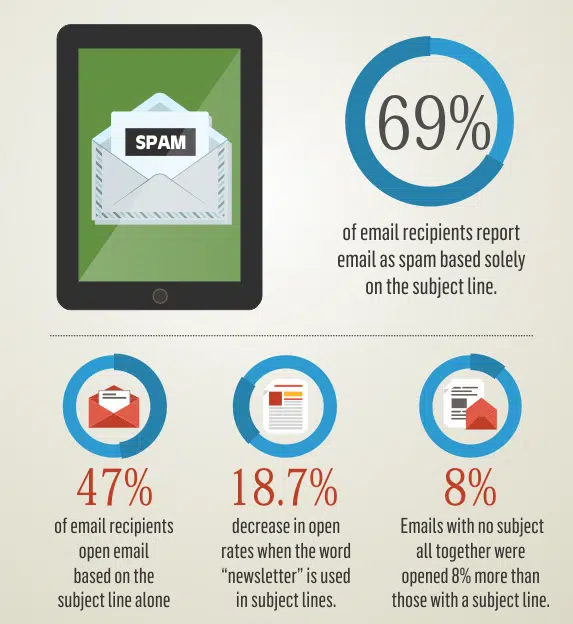 SPAM
69%
of email recipients report
email as spam based solely
on the subject line.
47%
of email recipients
open email
based on the
subject line alone
18.7%
decrease in open
rates when the word
“newsletter” is used
in subject lines.
8%
Emails with no subject
all together were
opened 8% more than
those with a subject line.